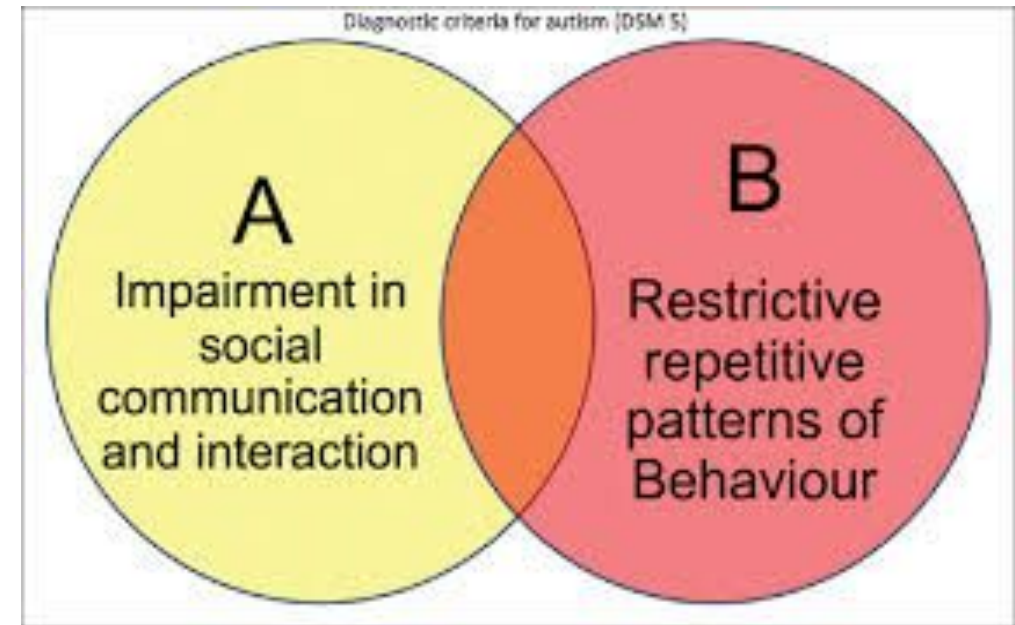 Diagnostic criteria for autism (DSM 5)
A
Impairment in
social
communication
and interaction
B
Restrictive
repetitive
patterns of
Behaviour